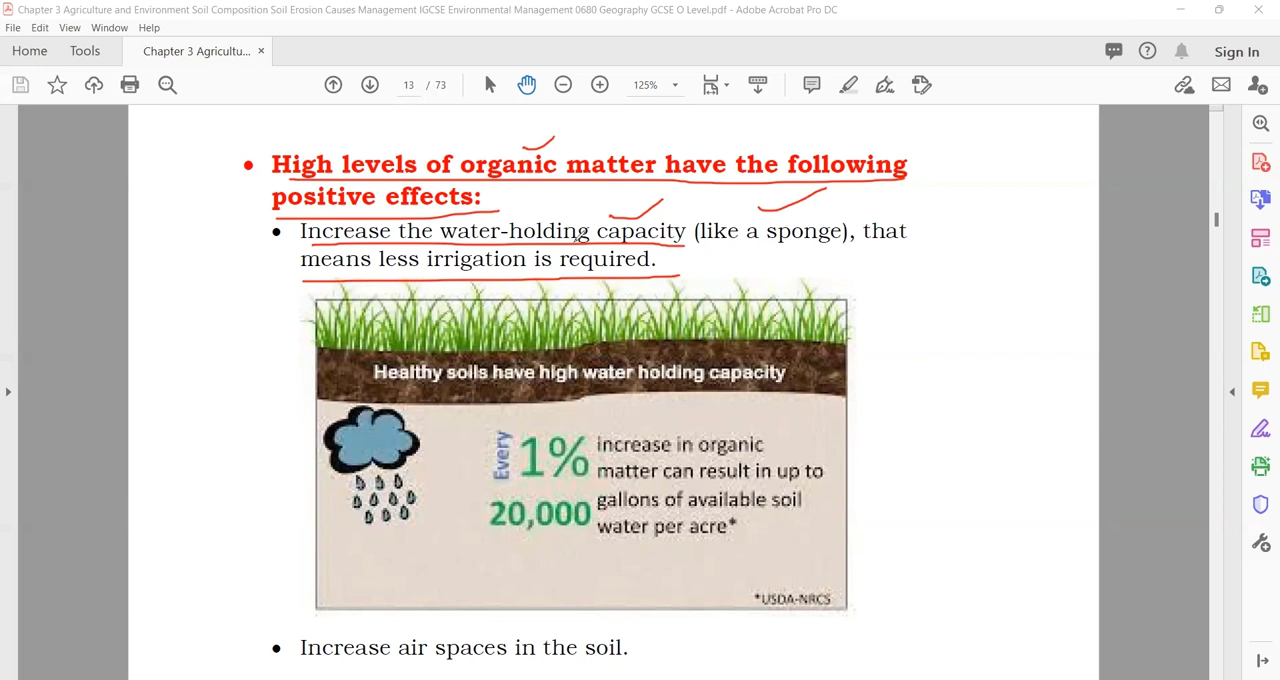 Chapter 3 Agriculture and Environment Soil Composition Soil Erosion Causes Management IGCSE Environmental Management 0680 Geography GCSE O Level.pdf - Adobe Acrobat Pro DC
File Edit View Window Help
Home Tools Chapter 3 Agricultu... × Sign In
13 / 73 125%
• High levels of organic matter have the following
positive effects:
• Increase the water-holding capacity (like a sponge), that
means less irrigation is required.
Healthy soils have high water holding capacity
Every 1% increase in organic
matter can result in up to
20,000 gallons of available soil
water per acre*
*USDA-NRCS
• Increase air spaces in the soil.